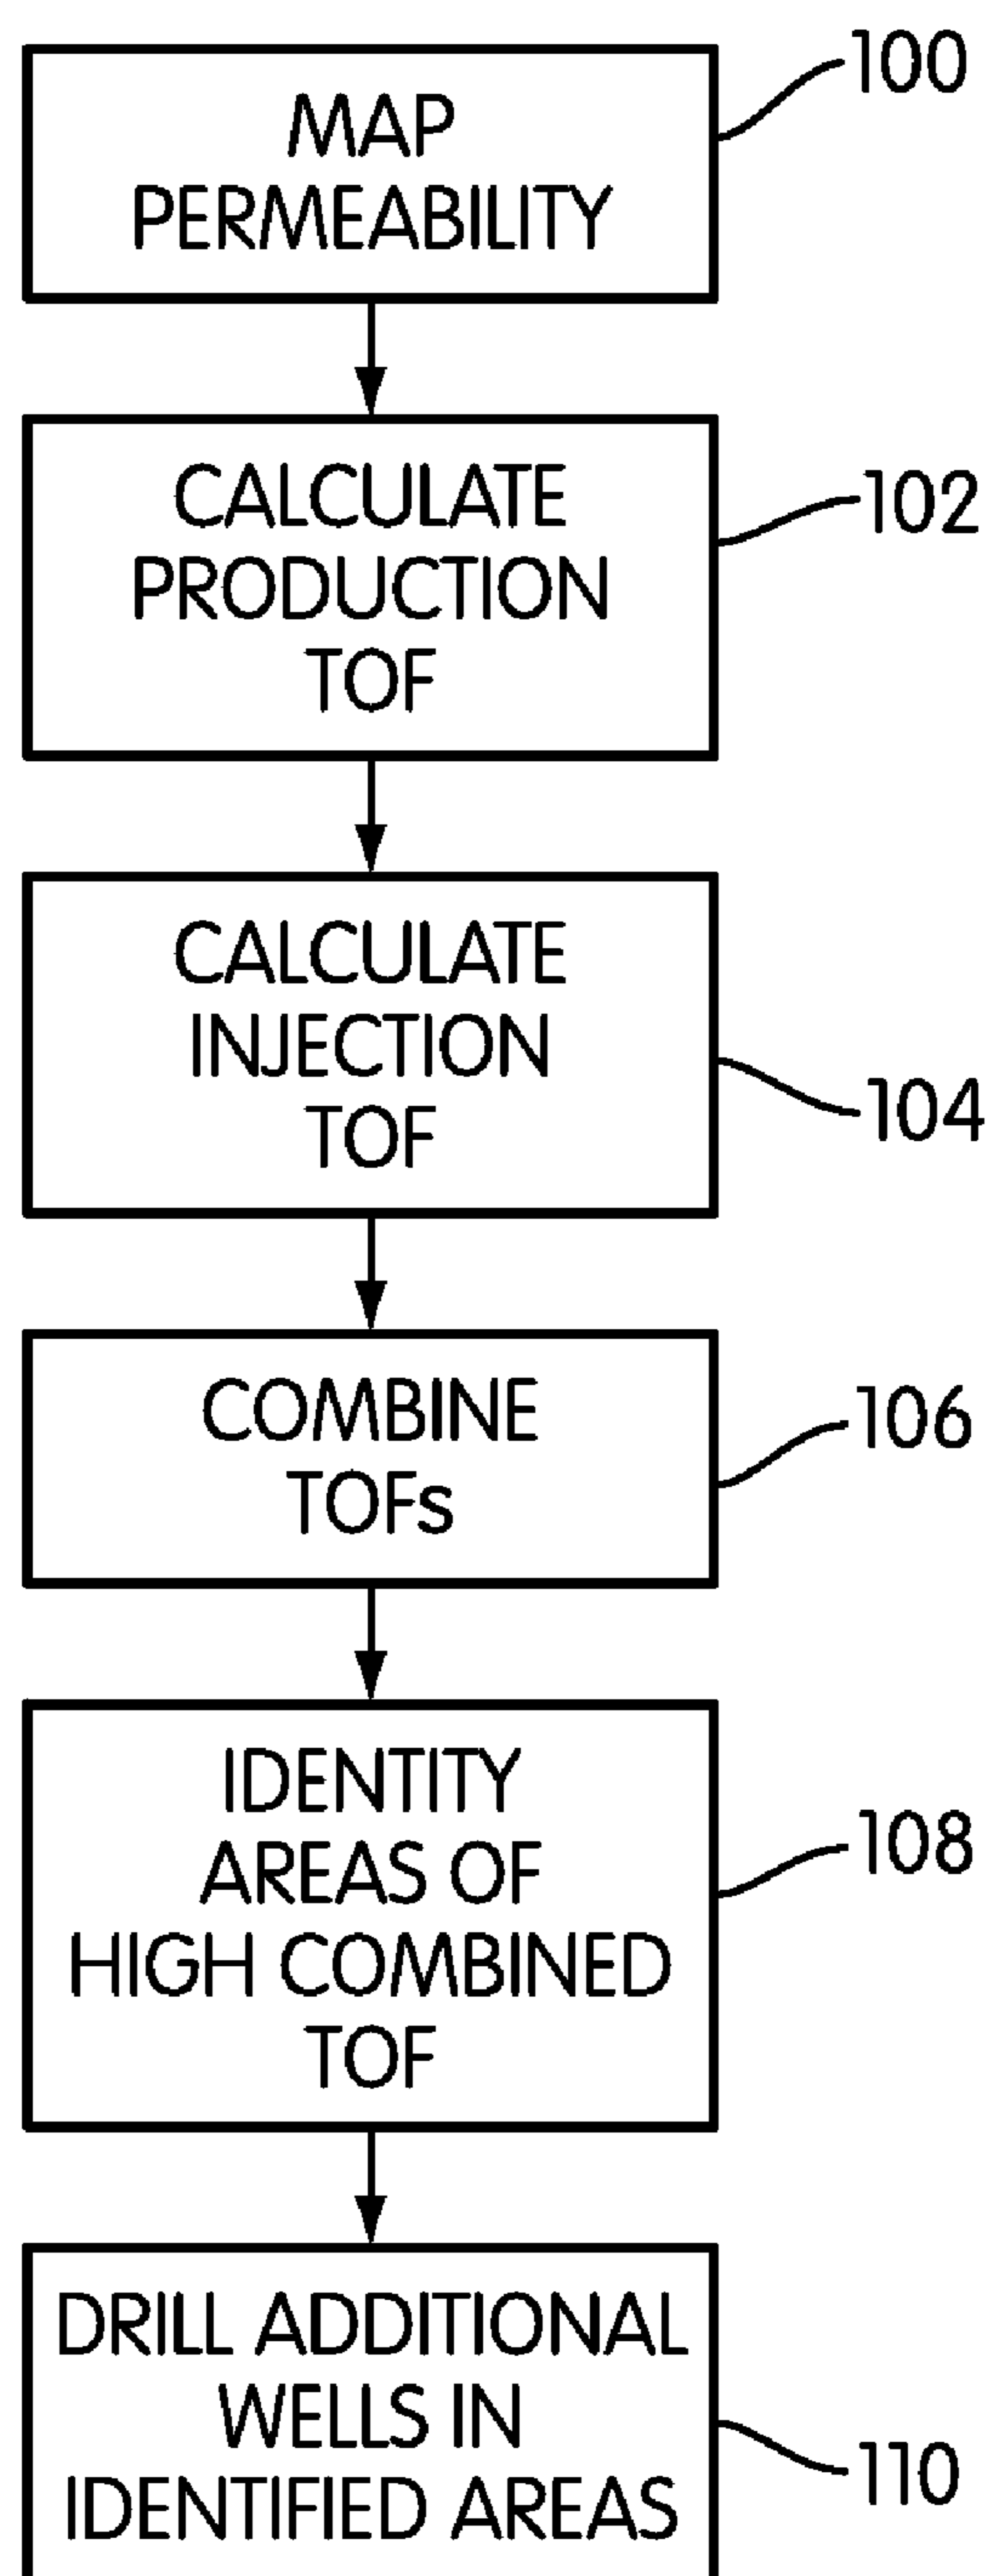 100
MAP
PERMEABILITY
CALCULATE
PRODUCTION
TOF
102
CALCULATE
INJECTION
TOF
104
COMBINE
TOFs
106
IDENTITY
AREAS OF
HIGH COMBINED
TOF
108
DRILL ADDITIONAL
WELLS IN
IDENTIFIED AREAS
110